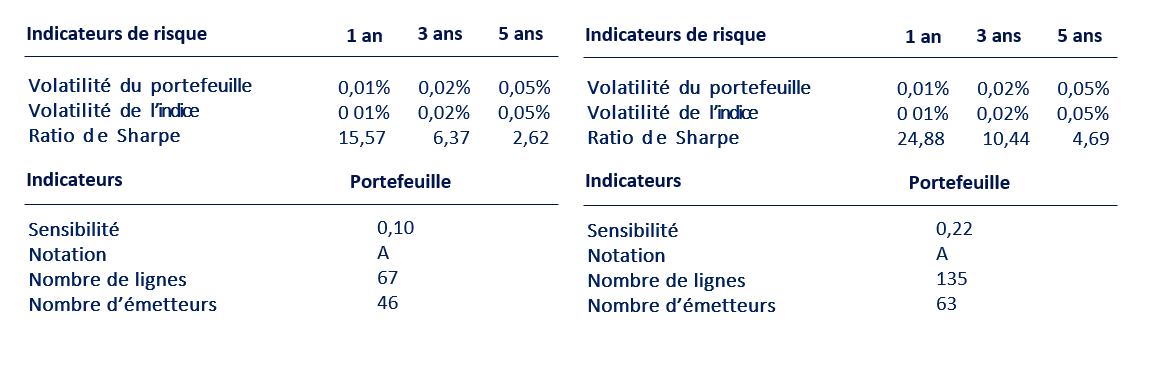 Indicateurs de risque 1 an 3 ans 5 ans
Volatilité du portefeuille 0,01% 0,02% 0,05%
Volatilité de l'indice 0 01% 0,02% 0,05%
Ratio de Sharpe 15,57 6,37 2,62
Indicateurs Portefeuille
Sensibilité 0,10
Notation A
Nombre de lignes 67
Nombre d'émetteurs 46
Indicateurs de risque 1 an 3 ans 5 ans
Volatilité du portefeuille 0,01% 0,02% 0,05%
Volatilité de l'indice 0 01% 0,02% 0,05%
Ratio de Sharpe 24,88 10,44 4,69
Indicateurs Portefeuille
Sensibilité 0,22
Notation A
Nombre de lignes 135
Nombre d'émetteurs 63